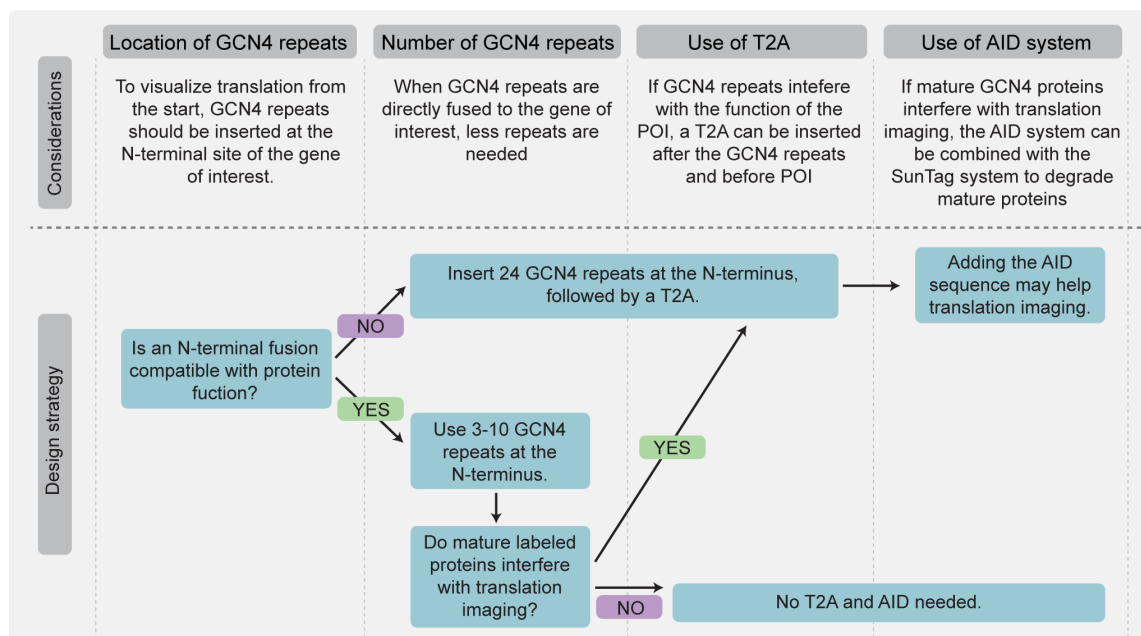 Location of GCN4 repeats
Number of GCN4 repeats
Use of T2A
Use of AID system
Considerations
To visualize translation from
the start, GCN4 repeats
should be inserted at the
N-terminal site of the gene
of interest.
When GCN4 repeats are
directly fused to the gene of
interest, less repeats are
needed
If GCN4 repeats intefere
with the function of the
POI, a T2A can be inserted
after the GCN4 repeats
and before POI
If mature GCN4 proteins
interfere with translation
imaging, the AID system can
be combined with the
SunTag system to degrade
mature proteins
Design strategy
Is an N-terminal fusion
compatible with protein
fuction?
NO
YES
Insert 24 GCN4 repeats at the N-terminus,
followed by a T2A.
Adding the AID
sequence may help
translation imaging.
Use 3-10 GCN4
repeats at the
N-terminus.
Do mature labeled
proteins interfere
with translation
imaging?
YES
NO
No T2A and AID needed.